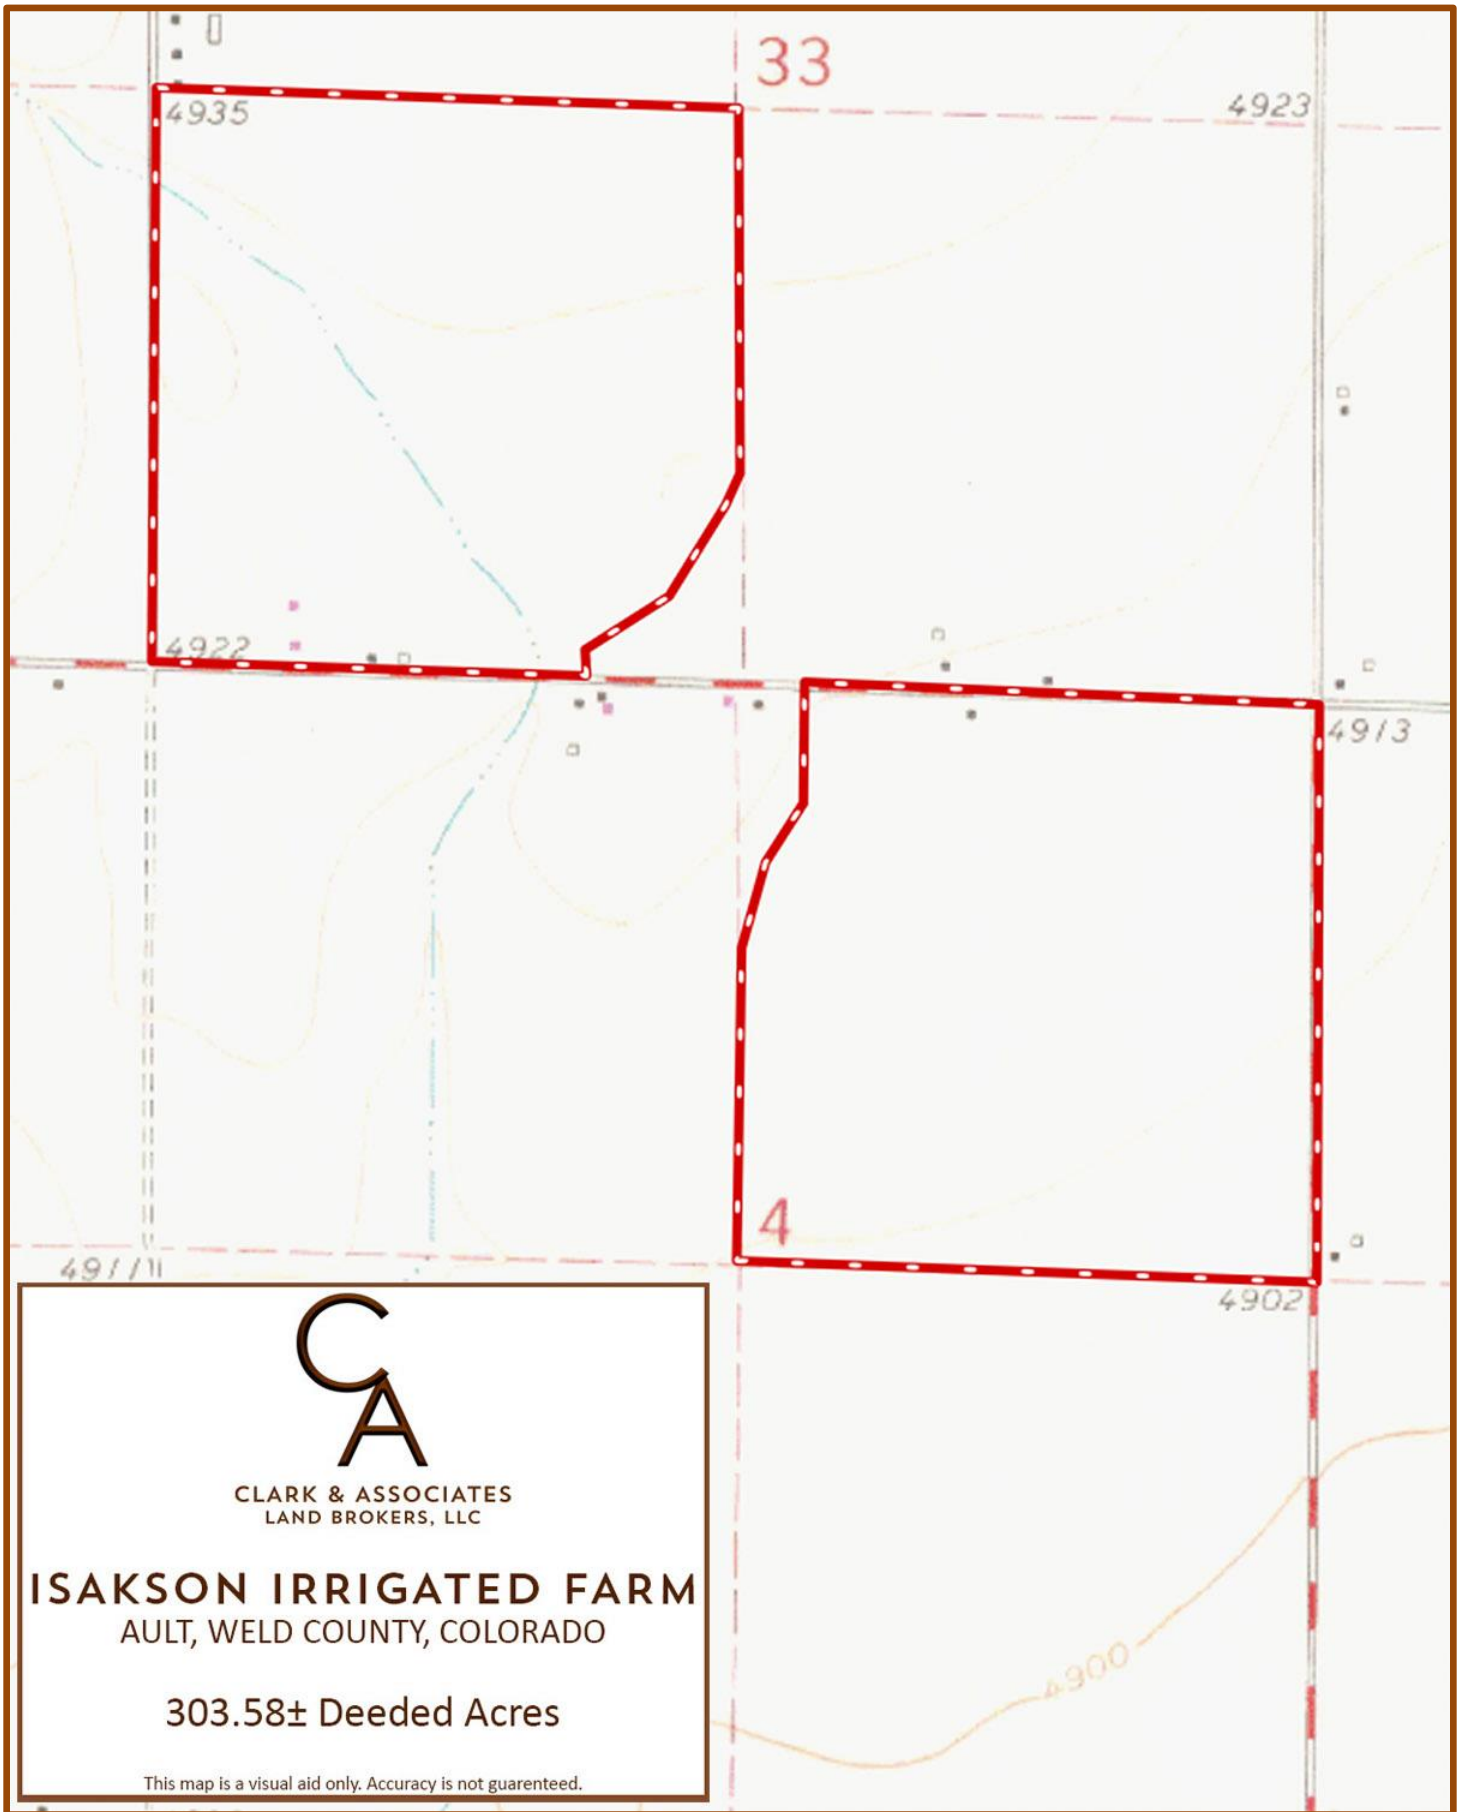 33
4935
4923
4922
4913
4
4911
4902
CA
CLARK & ASSOCIATES
LAND BROKERS, LLC
ISAKSON IRRIGATED FARM
AULT, WELD COUNTY, COLORADO
303.58± Deeded Acres
This map is a visual aid only. Accuracy is not guarenteed.
4900